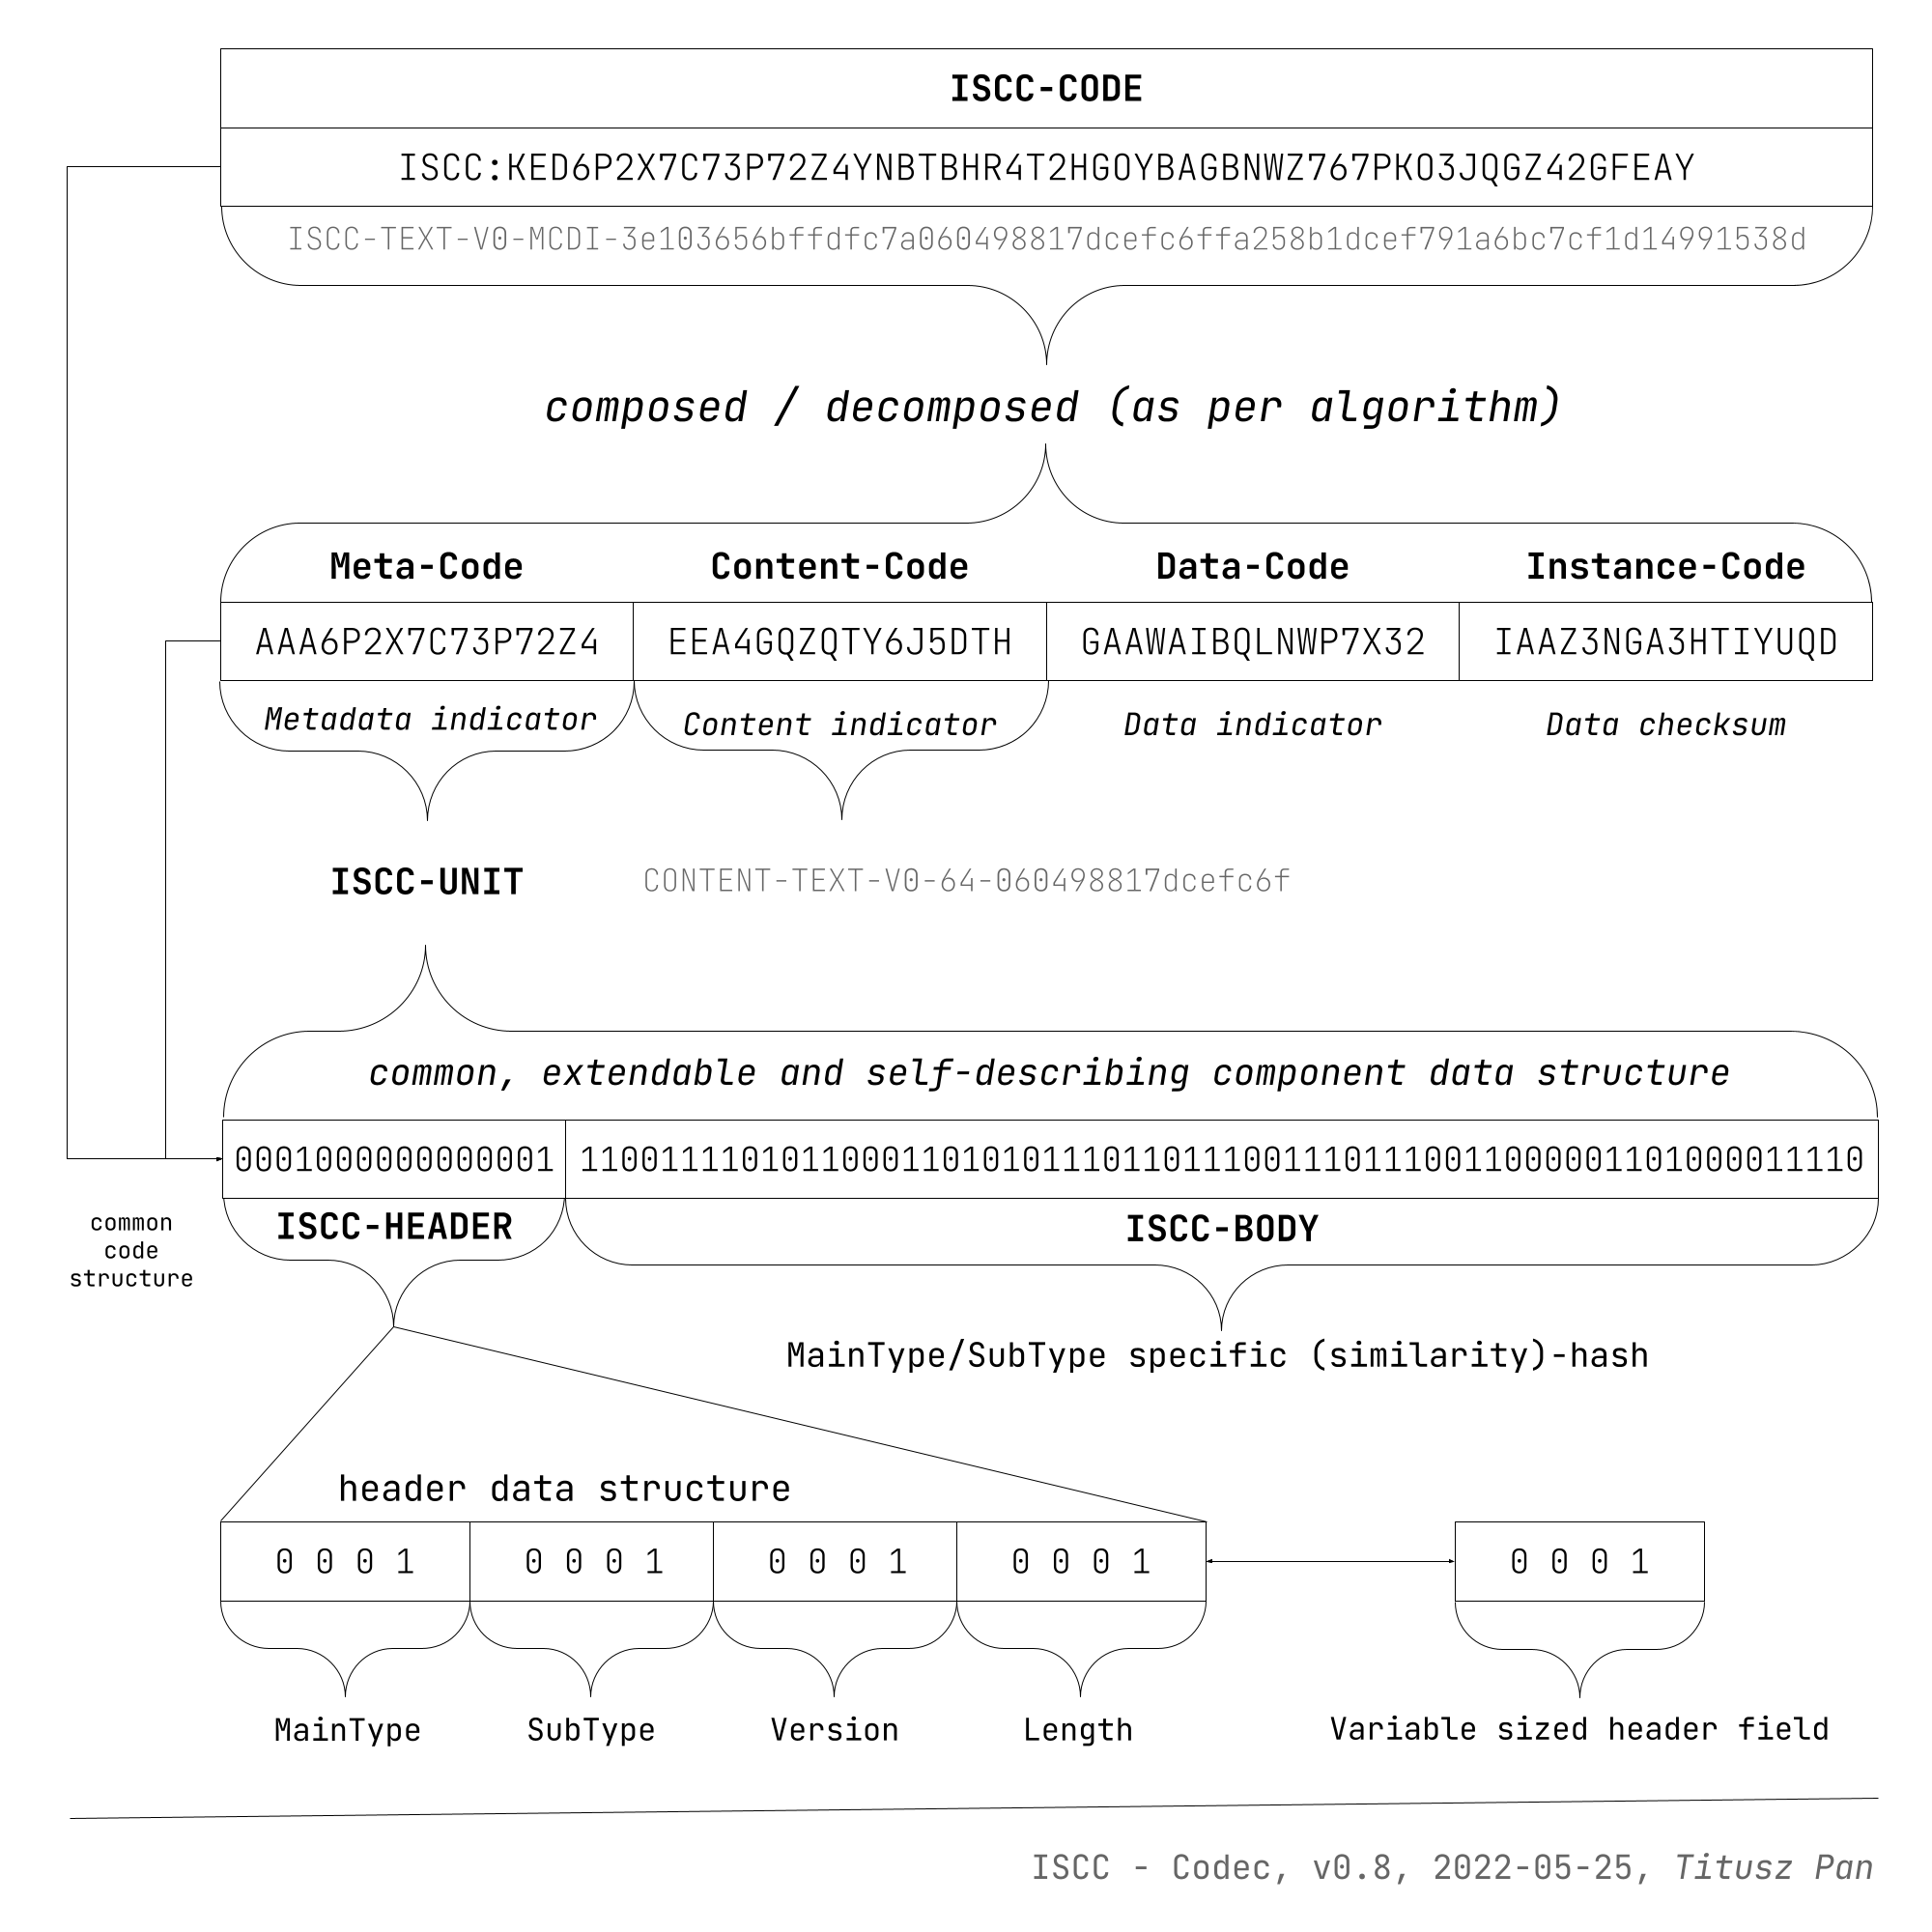 ISCC-CODE
ISCC:KED6P2X7C73P72Z4YNBTBHR4T2HGOYBAGBNWZ767PKO3JQGZ42GFEAY
ISCC-TEXT-V0-MCDI-3e103656bffdfc7a060498817dcefc6ffa258b1dcef791a6bc7cf1d14991538d
composed / decomposed (as per algorithm)
Meta-Code Content-Code Data-Code Instance-Code
AAA6P2X7C73P72Z4 EEA4GQZQTY6J5DTH GAAWAIBQLNWP7X32 IAAZ3NGA3HTIYUQD
Metadata indicator Content indicator Data indicator Data checksum
ISCC-UNIT CONTENT-TEXT-V0-64-060498817dcefc6f
common, extendable and self-describing component data structure
0001000000000001 1100111101011000110101011101101110011101110011000001101000011110
ISCC-HEADER ISCC-BODY
common
code
structure
MainType/SubType specific (similarity)-hash
header data structure
0 0 0 1 0 0 0 1 0 0 0 1 0 0 0 1 0 0 0 1
MainType SubType Version Length Variable sized header field
ISCC - Codec, v0.8, 2022-05-25, Titusz Pan